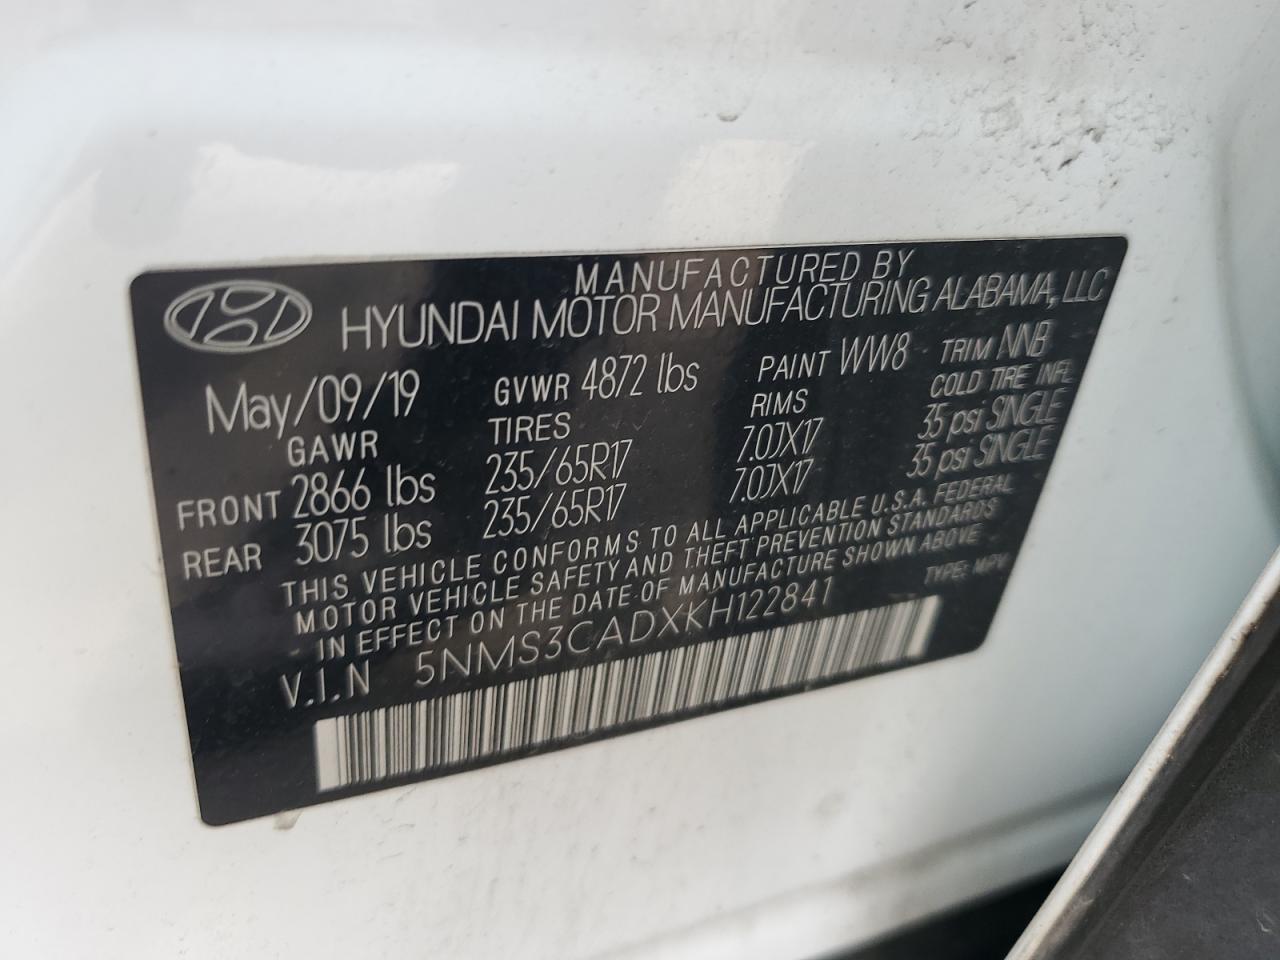 MANUFACTURED BY
HYUNDAI MOTOR MANUFACTURING ALABAMA, LLC
May/09/19 GVWR 4872 lbs PAINT WW8 TRIM NNB
GAWR TIRES RIMS COLD TIRE INFL
FRONT 2866 lbs 235/65R17 7.0JX17 35 psi SINGLE
REAR 3075 lbs 235/65R17 7.0JX17 35 psi SINGLE
THIS VEHICLE CONFORMS TO ALL APPLICABLE U.S.A. FEDERAL
MOTOR VEHICLE SAFETY AND THEFT PREVENTION STANDARDS
IN EFFECT ON THE DATE OF MANUFACTURE SHOWN ABOVE
V.I.N 5NMS3CADXKH122841 TYPE: MPV